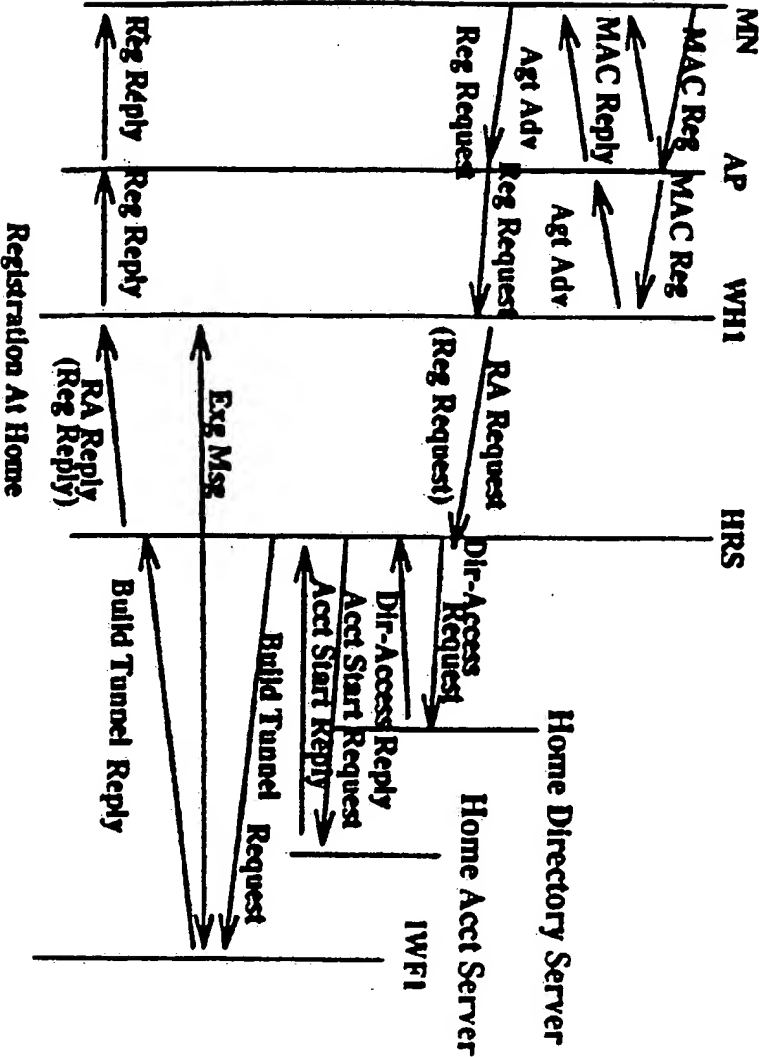 MN
AP
WH1
HRS
Home Directory Server
Home Acct Server
IWF1
MAC Reg
MAC Reg
MAC Reply
Agt Adv
Agt Adv
Reg Request
Reg Request
RA Request
(Reg Request)
Dir-Access
Request
Dir-Access Reply
Acct Start Request
Acct Start Reply
Build Tunnel Request
Exg Msg
Build Tunnel Reply
RA Reply
(Reg Reply)
Reg Reply
Reg Reply
Registration At Home